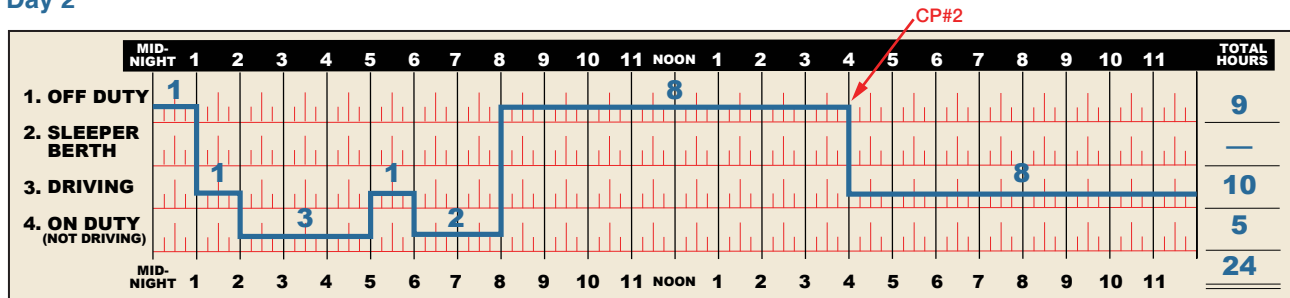 Day 2
CP#2
MID-
NIGHT 1 2 3 4 5 6 7 8 9 10 11 NOON 1 2 3 4 5 6 7 8 9 10 11 TOTAL HOURS
1. OFF DUTY 1 8 9
2. SLEEPER
BERTH —
3. DRIVING 1 1 8 10
4. ON DUTY 3 2 5
(NOT DRIVING)
MID-
NIGHT 1 2 3 4 5 6 7 8 9 10 11 NOON 1 2 3 4 5 6 7 8 9 10 11 24